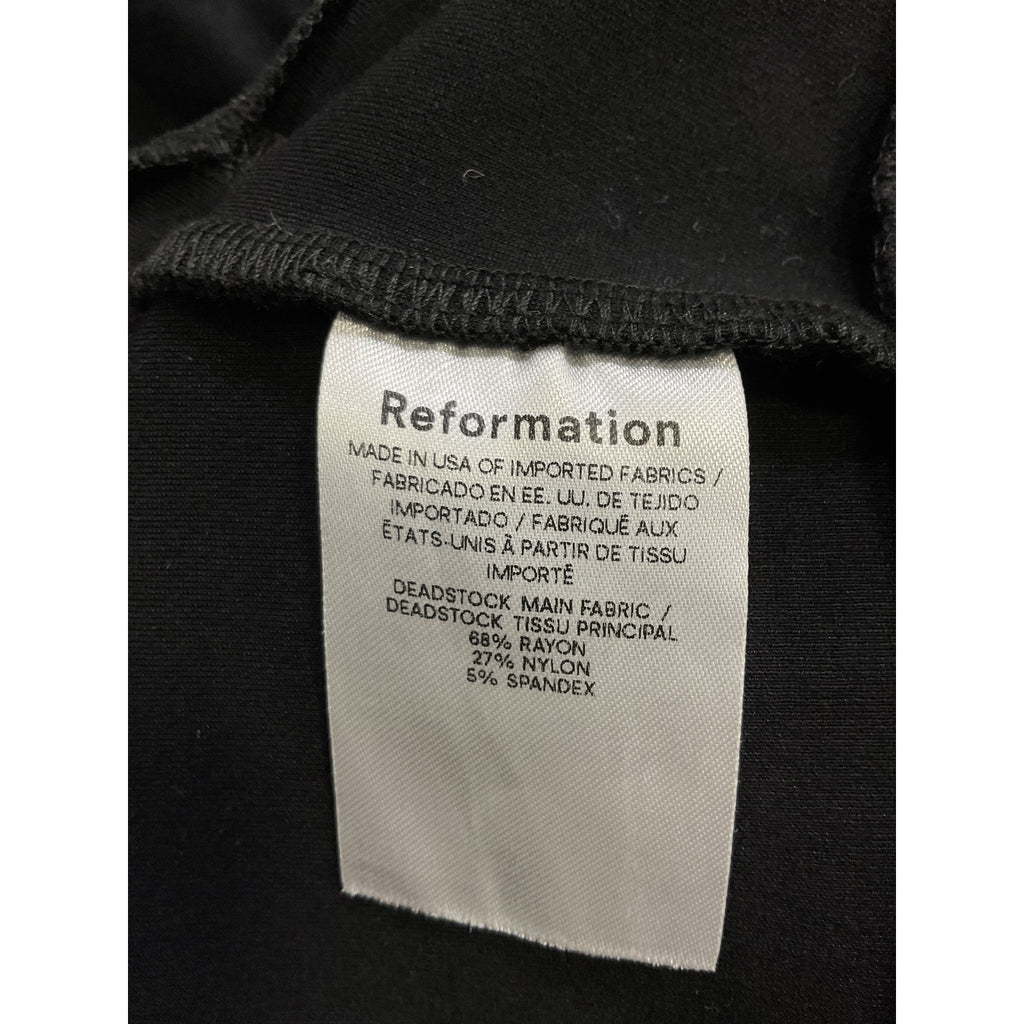 Reformation
MADE IN USA OF IMPORTED FABRICS /
FABRICADO EN EE. UU. DE TEJIDO
IMPORTADO / FABRIQUÉ AUX
ÉTATS-UNIS À PARTIR DE TISSU
IMPORTÉ
DEADSTOCK MAIN FABRIC /
DEADSTOCK TISSU PRINCIPAL
68% RAYON
27% NYLON
5% SPANDEX